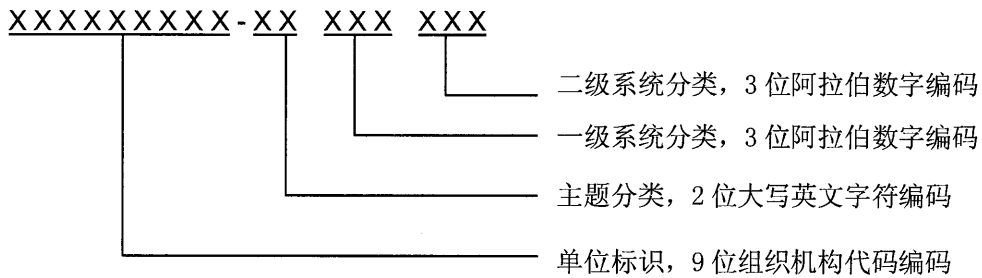 XXXXXXXXX-XX XXX XXX
二级系统分类，3位阿拉伯数字编码
一级系统分类，3位阿拉伯数字编码
主题分类，2位大写英文字符编码
单位标识，9位组织机构代码编码